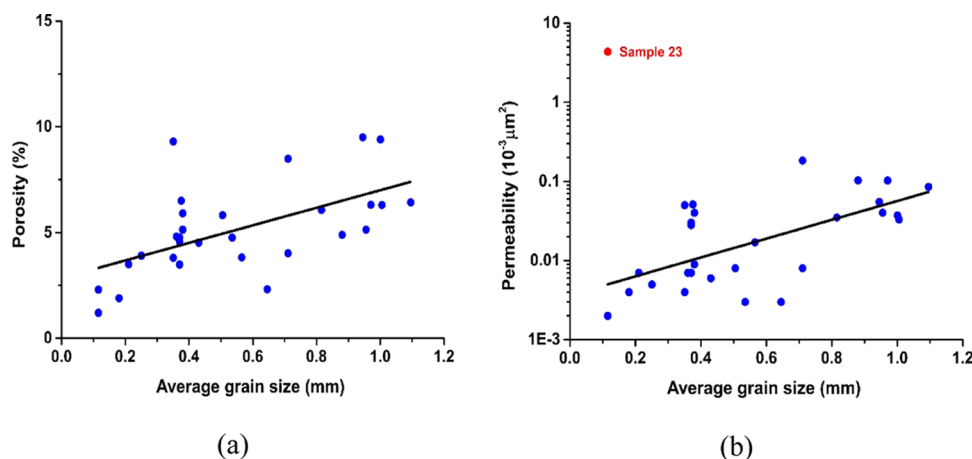 15
10
5
0
Porosity (%)
0.0 0.2 0.4 0.6 0.8 1.0 1.2
Average grain size (mm)
(a)
10
1
0.1
0.01
1E-3
Permeability (10⁻³μm²)
Sample 23
0.0 0.2 0.4 0.6 0.8 1.0 1.2
Average grain size (mm)
(b)